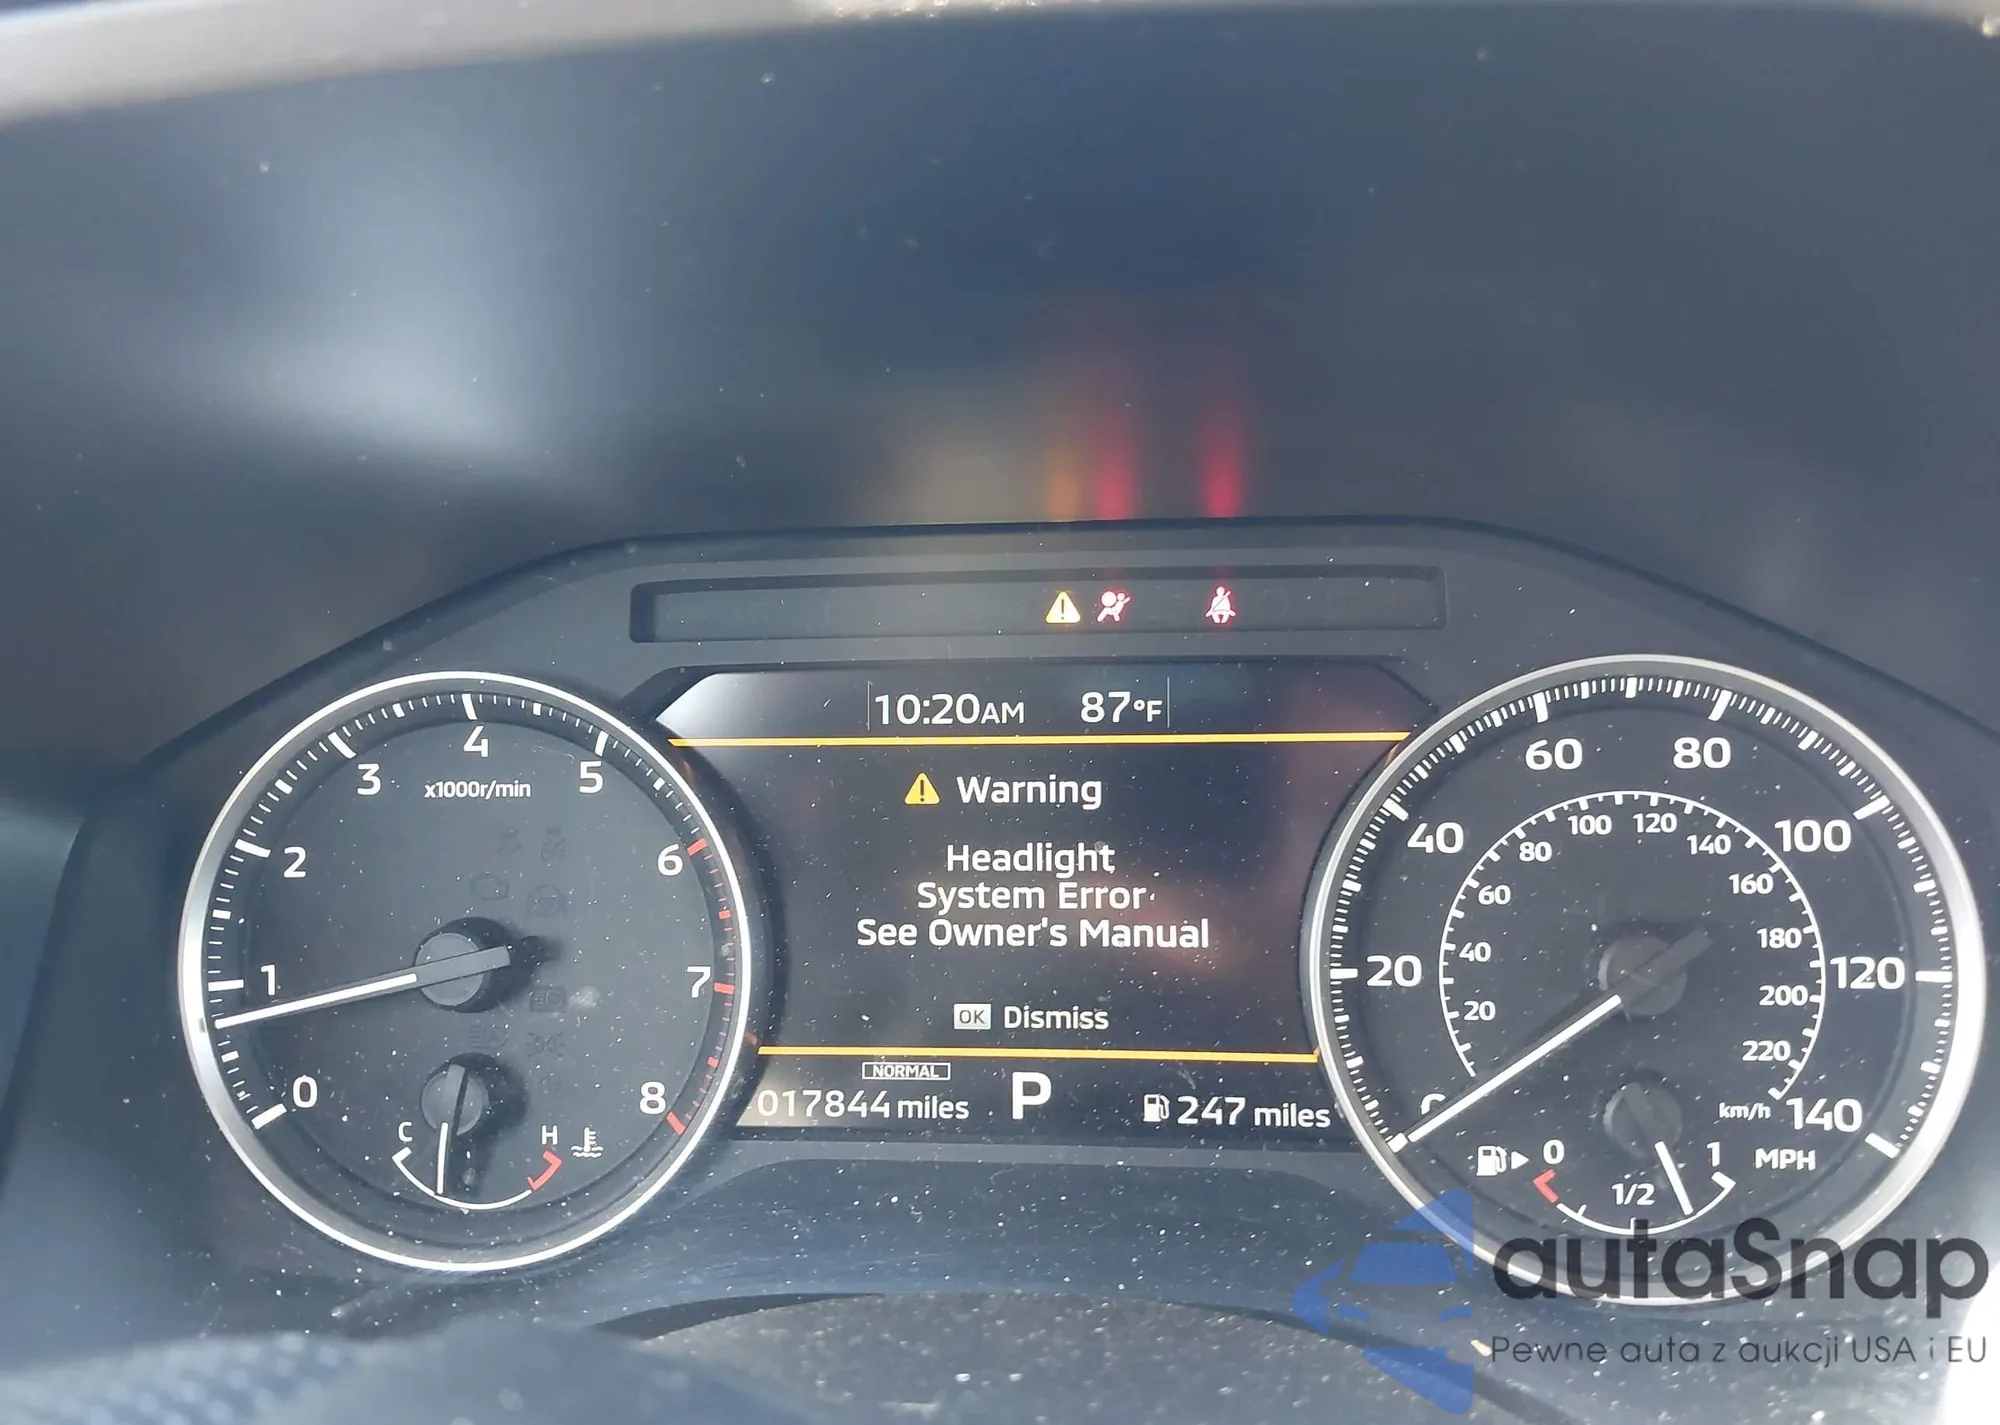 10:20AM 87°F
Warning
Headlight
System Error
See Owner's Manual
OK Dismiss
NORMAL
017844 miles P 247 miles
0 1 2 3 4 5 6 7 8
x1000r/min
C H
20 40 60 80 100 120 140
20 40 60 80 100 120 140 160 180 200 220
km/h
MPH
0 1/2 1
autaSnap
Pewne auta z aukcji USA i EU